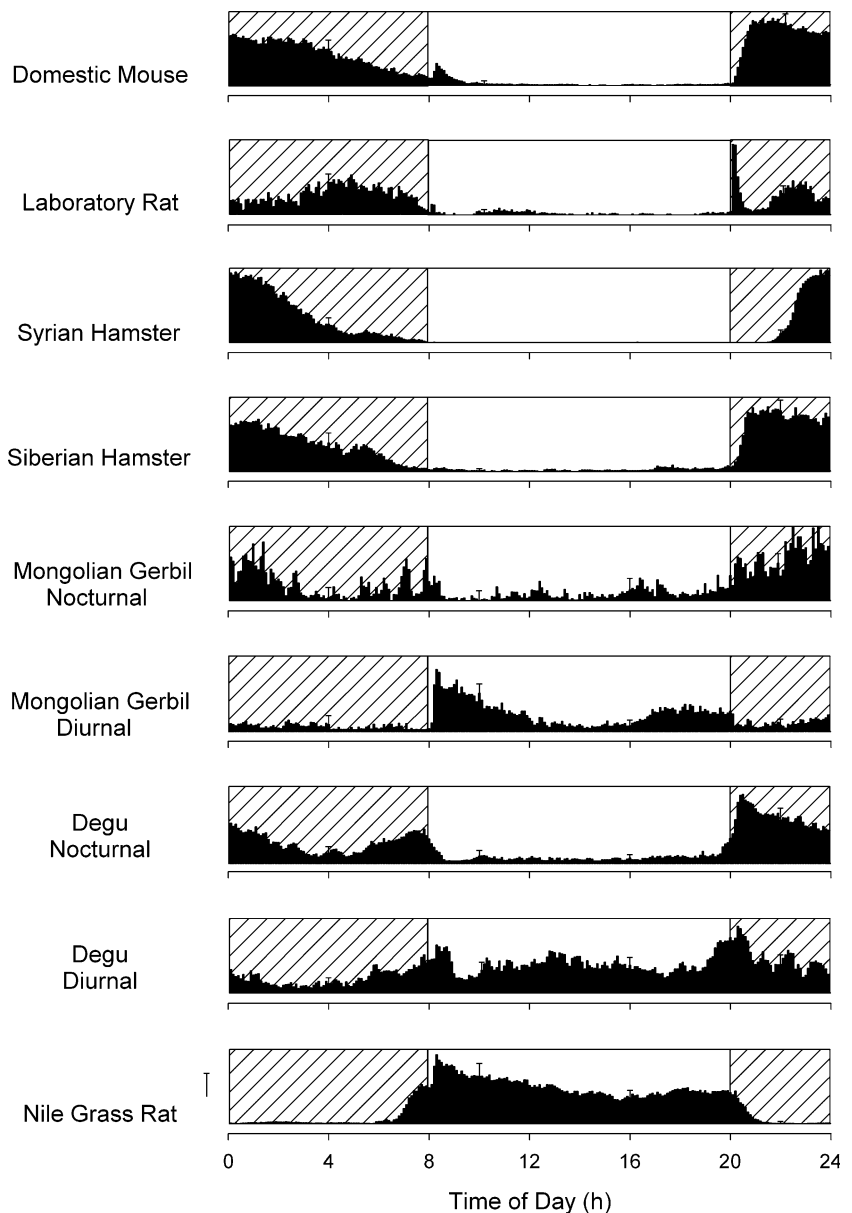 Domestic Mouse
Laboratory Rat
Syrian Hamster
Siberian Hamster
Mongolian Gerbil
Nocturnal
Mongolian Gerbil
Diurnal
Degu
Nocturnal
Degu
Diurnal
Nile Grass Rat
0 4 8 12 16 20 24
Time of Day (h)